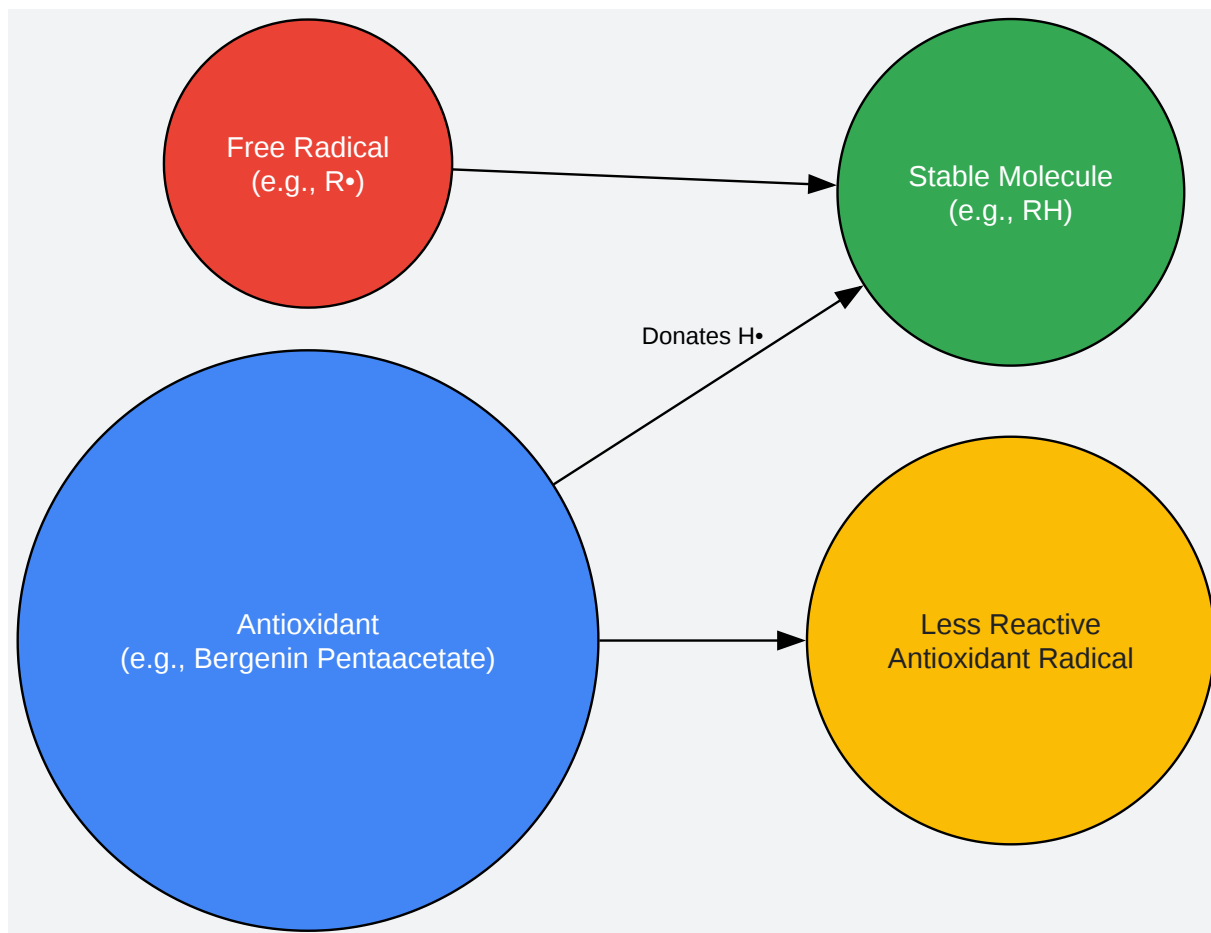 Free Radical
(e.g., R•)
Stable Molecule
(e.g., RH)
Donates H•
Antioxidant
(e.g., Bergenin Pentaacetate)
Less Reactive
Antioxidant Radical